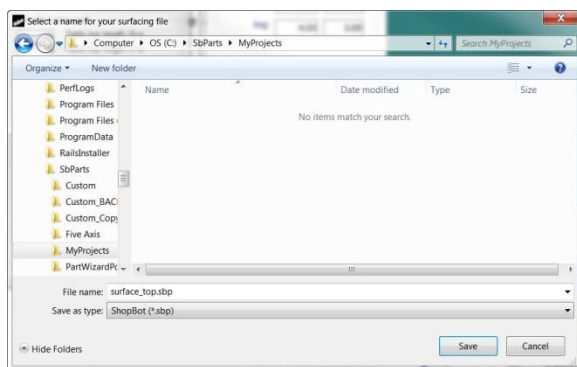 Select a name for your surfacing file
Computer ▸ OS (C:) ▸ SbParts ▸ MyProjects
Search MyProjects
Organize
New folder
Name
Date modified
Type
Size
No items match your search.
PerfLogs
Program Files
Program Files
ProgramData
RailsInstaller
SbParts
Custom
Custom_BAC
Custom_Copy
Five Axis
MyProjects
PartWizardPc
File name: surface_top.sbp
Save as type: ShopBot (*.sbp)
Hide Folders
Save
Cancel